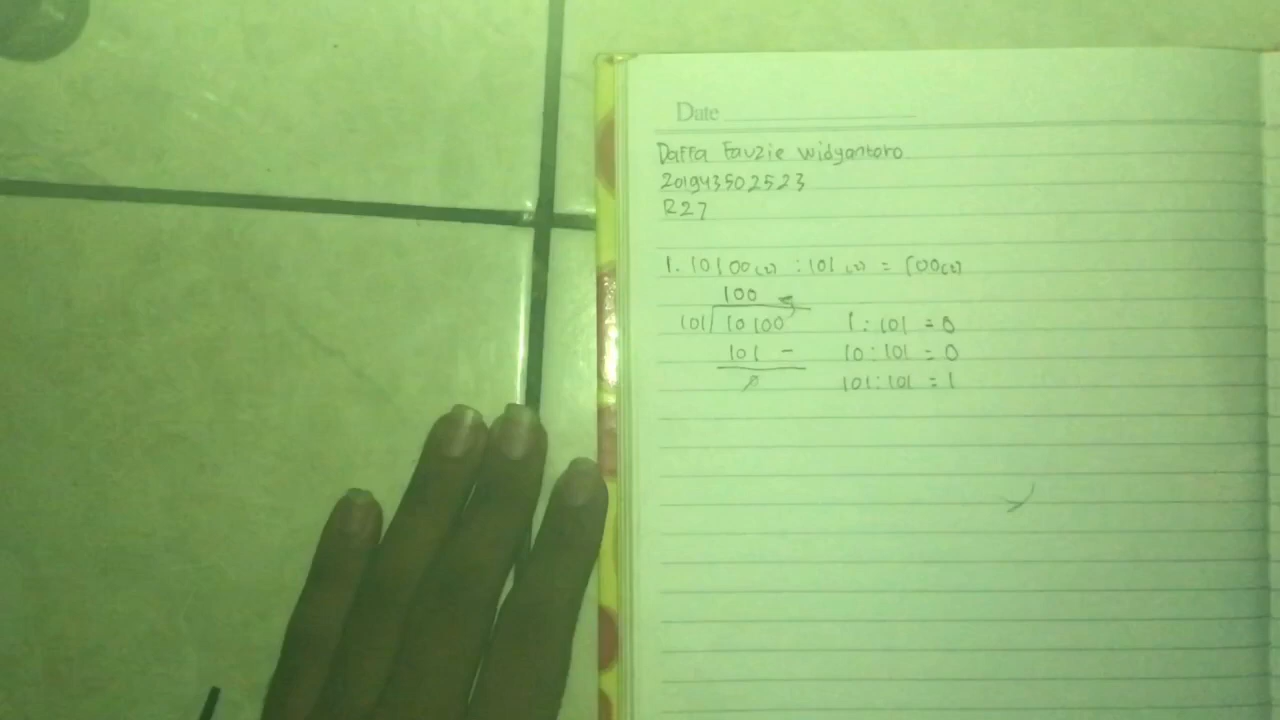 Date
Daffa Fauzie Widyantoro
201943502523
R27
1. 10100(2) : 101(2) = 100(2)
100
101 10100 1 : 101 = 0
101 - 10 : 101 = 0
0 101 : 101 = 1